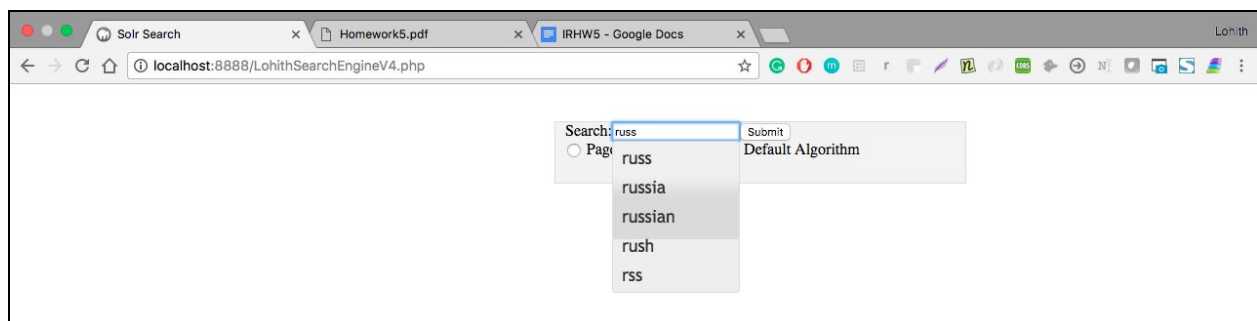 Solr Search
Homework5.pdf
IRHW5 - Google Docs
Lohith
localhost:8888/LohithSearchEngineV4.php
Search: russ Submit
Page Default Algorithm
russ
russia
russian
rush
rss